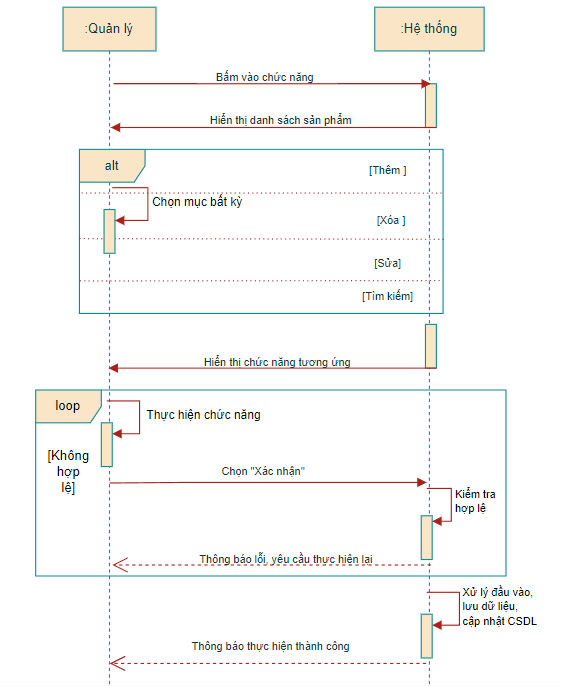 :Quản lý
:Hệ thống
Bấm vào chức năng
Hiển thị danh sách sản phẩm
alt
[Thêm ]
Chọn mục bất kỳ
[Xóa ]
[Sửa]
[Tìm kiếm]
Hiển thi chức năng tương ứng
loop
Thực hiện chức năng
[Không
hợp
lệ]
Chọn "Xác nhận"
Kiểm tra
hợp lệ
Thông báo lỗi, yêu cầu thực hiện lại
Xử lý đầu vào,
lưu dữ liệu,
cập nhật CSDL
Thông báo thực hiện thành công